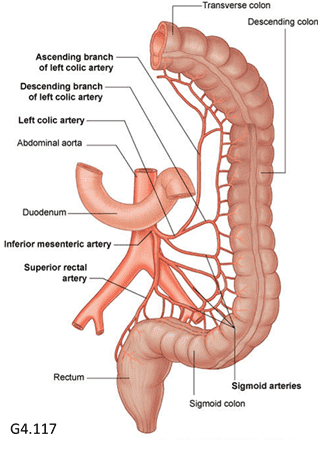 Transverse colon
Descending colon
Ascending branch
of left colic artery
Descending branch
of left colic artery
Left colic artery
Abdominal aorta
Duodenum
Inferior mesenteric artery
Superior rectal
artery
Rectum
Sigmoid arteries
Sigmoid colon
G4.117